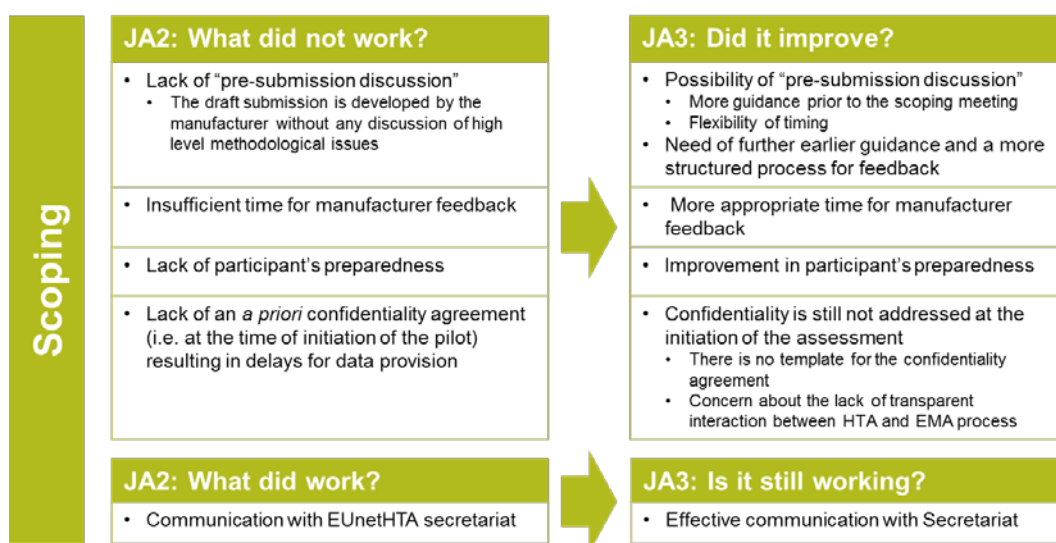 Scoping
JA2: What did not work?
• Lack of “pre-submission discussion”
• The draft submission is developed by the
manufacturer without any discussion of high
level methodological issues
• Insufficient time for manufacturer feedback
• Lack of participant’s preparedness
• Lack of an a priori confidentiality agreement
(i.e. at the time of initiation of the pilot)
resulting in delays for data provision
JA3: Did it improve?
• Possibility of “pre-submission discussion”
• More guidance prior to the scoping meeting
• Flexibility of timing
• Need of further earlier guidance and a more
structured process for feedback
• More appropriate time for manufacturer
feedback
• Improvement in participant’s preparedness
• Confidentiality is still not addressed at the
initiation of the assessment
• There is no template for the confidentiality
agreement
• Concern about the lack of transparent
interaction between HTA and EMA process
JA2: What did work?
• Communication with EUnetHTA secretariat
JA3: Is it still working?
• Effective communication with Secretariat